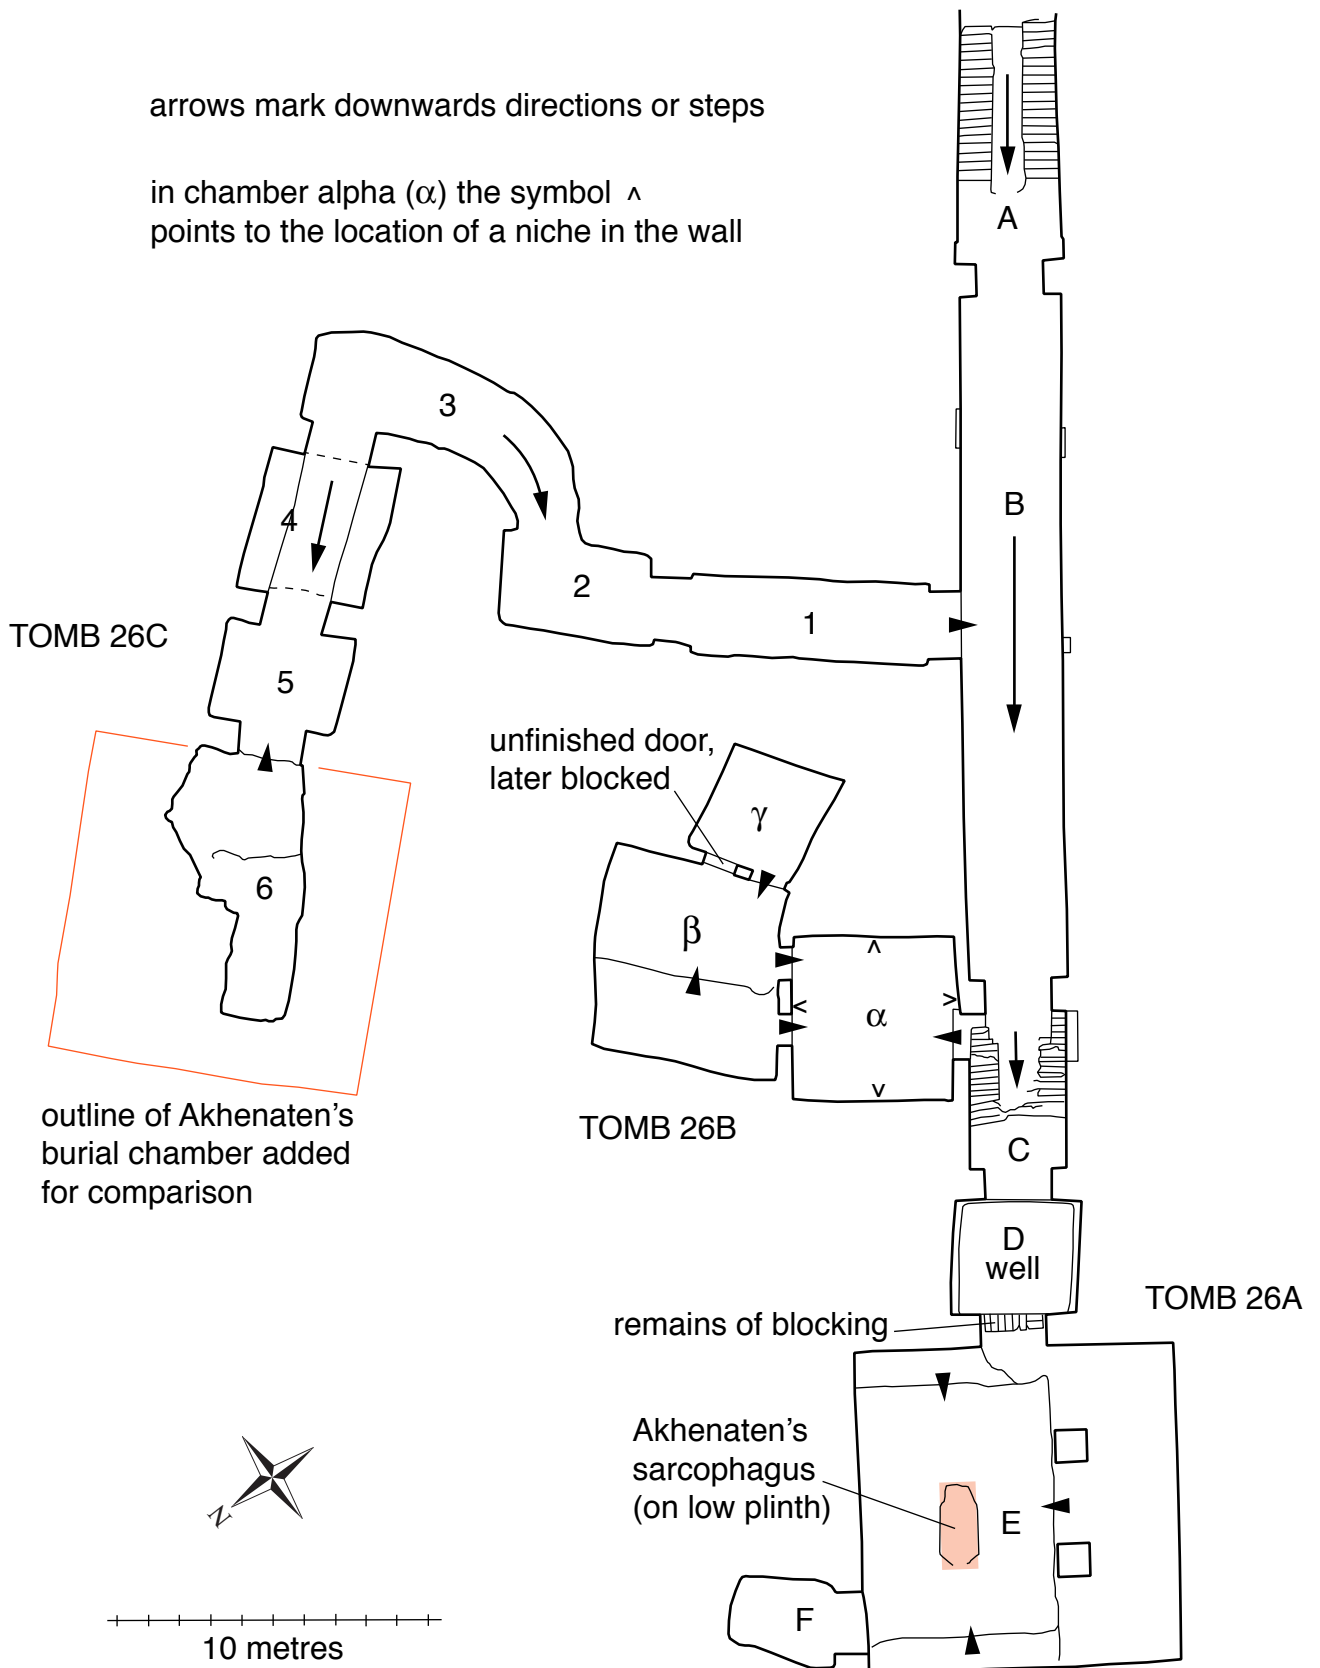 arrows mark downwards directions or steps
in chamber alpha (α) the symbol ^
points to the location of a niche in the wall
A
3
B
4
2
1
TOMB 26C
5
unfinished door,
later blocked
γ
6
β
α
TOMB 26B
outline of Akhenaten’s
burial chamber added
for comparison
C
D
well
TOMB 26A
remains of blocking
Akhenaten’s
sarcophagus
(on low plinth)
E
N
F
10 metres